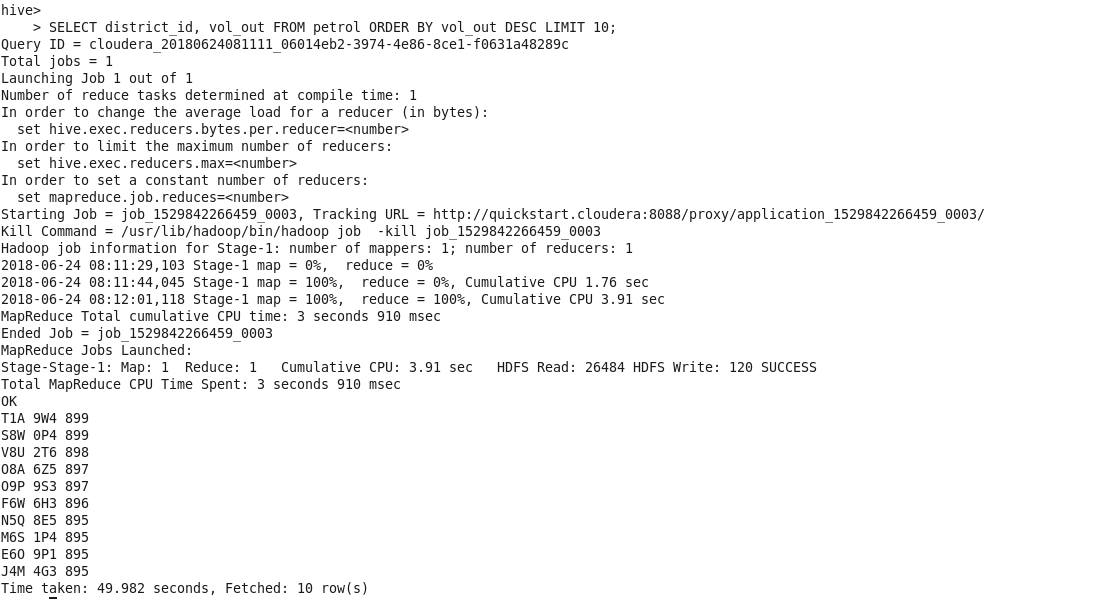 hive>
    > SELECT district_id, vol_out FROM petrol ORDER BY vol_out DESC LIMIT 10;
Query ID = cloudera_20180624081111_06014eb2-3974-4e86-8ce1-f0631a48289c
Total jobs = 1
Launching Job 1 out of 1
Number of reduce tasks determined at compile time: 1
In order to change the average load for a reducer (in bytes):
  set hive.exec.reducers.bytes.per.reducer=<number>
In order to limit the maximum number of reducers:
  set hive.exec.reducers.max=<number>
In order to set a constant number of reducers:
  set mapreduce.job.reduces=<number>
Starting Job = job_1529842266459_0003, Tracking URL = http://quickstart.cloudera:8088/proxy/application_1529842266459_0003/
Kill Command = /usr/lib/hadoop/bin/hadoop job  -kill job_1529842266459_0003
Hadoop job information for Stage-1: number of mappers: 1; number of reducers: 1
2018-06-24 08:11:29,103 Stage-1 map = 0%,  reduce = 0%
2018-06-24 08:11:44,045 Stage-1 map = 100%,  reduce = 0%, Cumulative CPU 1.76 sec
2018-06-24 08:12:01,118 Stage-1 map = 100%,  reduce = 100%, Cumulative CPU 3.91 sec
MapReduce Total cumulative CPU time: 3 seconds 910 msec
Ended Job = job_1529842266459_0003
MapReduce Jobs Launched:
Stage-Stage-1: Map: 1  Reduce: 1   Cumulative CPU: 3.91 sec   HDFS Read: 26484 HDFS Write: 120 SUCCESS
Total MapReduce CPU Time Spent: 3 seconds 910 msec
OK
T1A 9W4 899
S8W 0P4 899
V8U 2T6 898
O8A 6Z5 897
O9P 9S3 897
F6W 6H3 896
N5Q 8E5 895
M6S 1P4 895
E6O 9P1 895
J4M 4G3 895
Time taken: 49.982 seconds, Fetched: 10 row(s)